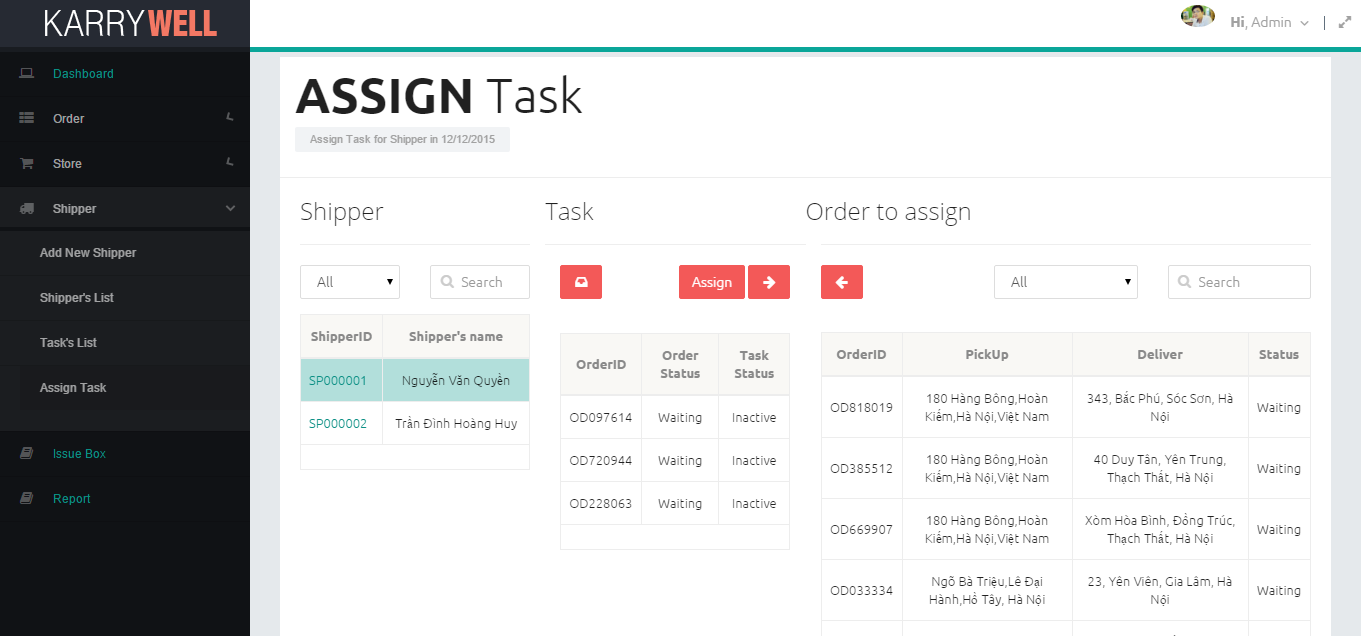 KARRYWELL
Hi, Admin
Dashboard
Order
Store
Shipper
Add New Shipper
Shipper's List
Task's List
Assign Task
Issue Box
Report
ASSIGN Task
Assign Task for Shipper in 12/12/2015
Shipper
All
Search
ShipperID Shipper's name
SP000001 Nguyễn Văn Quyền
SP000002 Trần Đình Hoàng Huy
Task
Assign
OrderID Order Status Task Status
OD097614 Waiting Inactive
OD720944 Waiting Inactive
OD228063 Waiting Inactive
Order to assign
All
Search
OrderID PickUp Deliver Status
OD818019 180 Hàng Bông,Hoàn Kiếm,Hà Nội,Việt Nam 343, Bắc Phú, Sóc Sơn, Hà Nội Waiting
OD385512 180 Hàng Bông,Hoàn Kiếm,Hà Nội,Việt Nam 40 Duy Tân, Yên Trung, Thạch Thất, Hà Nội Waiting
OD669907 180 Hàng Bông,Hoàn Kiếm,Hà Nội,Việt Nam Xòm Hòa Bình, Đồng Trúc, Thạch Thất, Hà Nội Waiting
OD033334 Ngõ Bà Triệu,Lê Đại Hành,Hồ Tây, Hà Nội 23, Yên Viên, Gia Lâm, Hà Nội Waiting